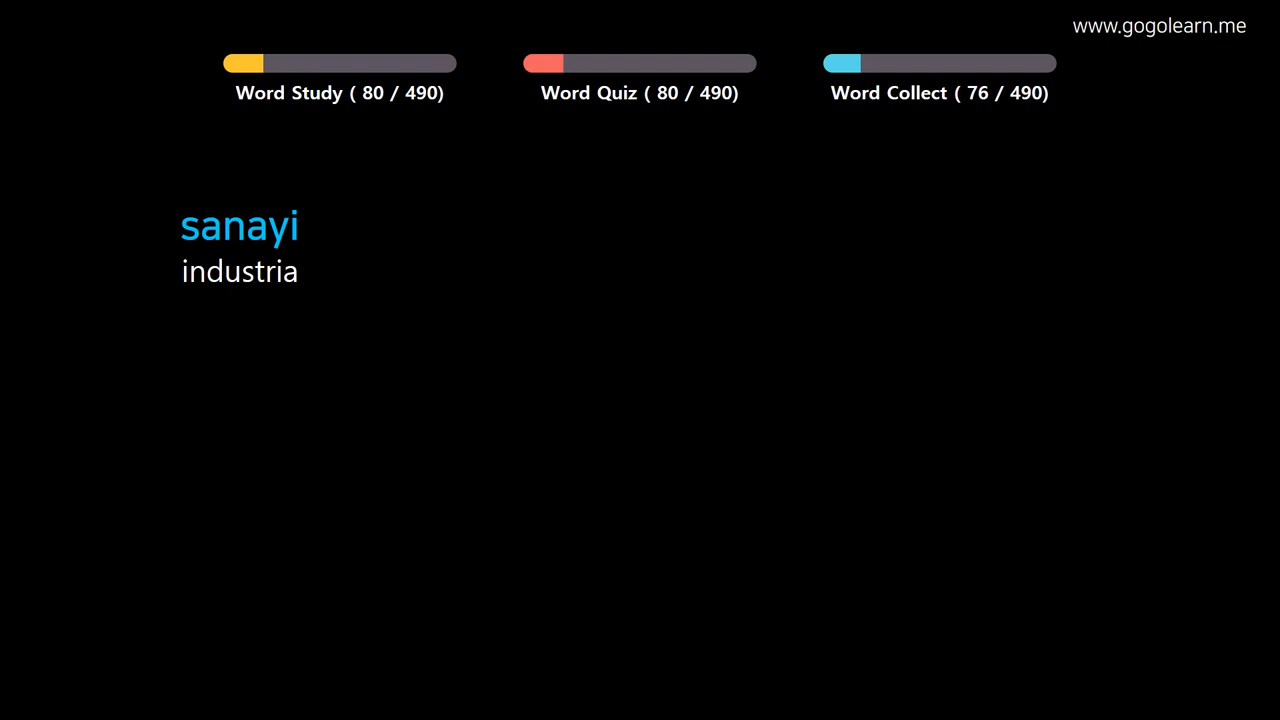 www.gogolearn.me
Word Study ( 80 / 490)
Word Quiz ( 80 / 490)
Word Collect ( 76 / 490)
sanayi
industria